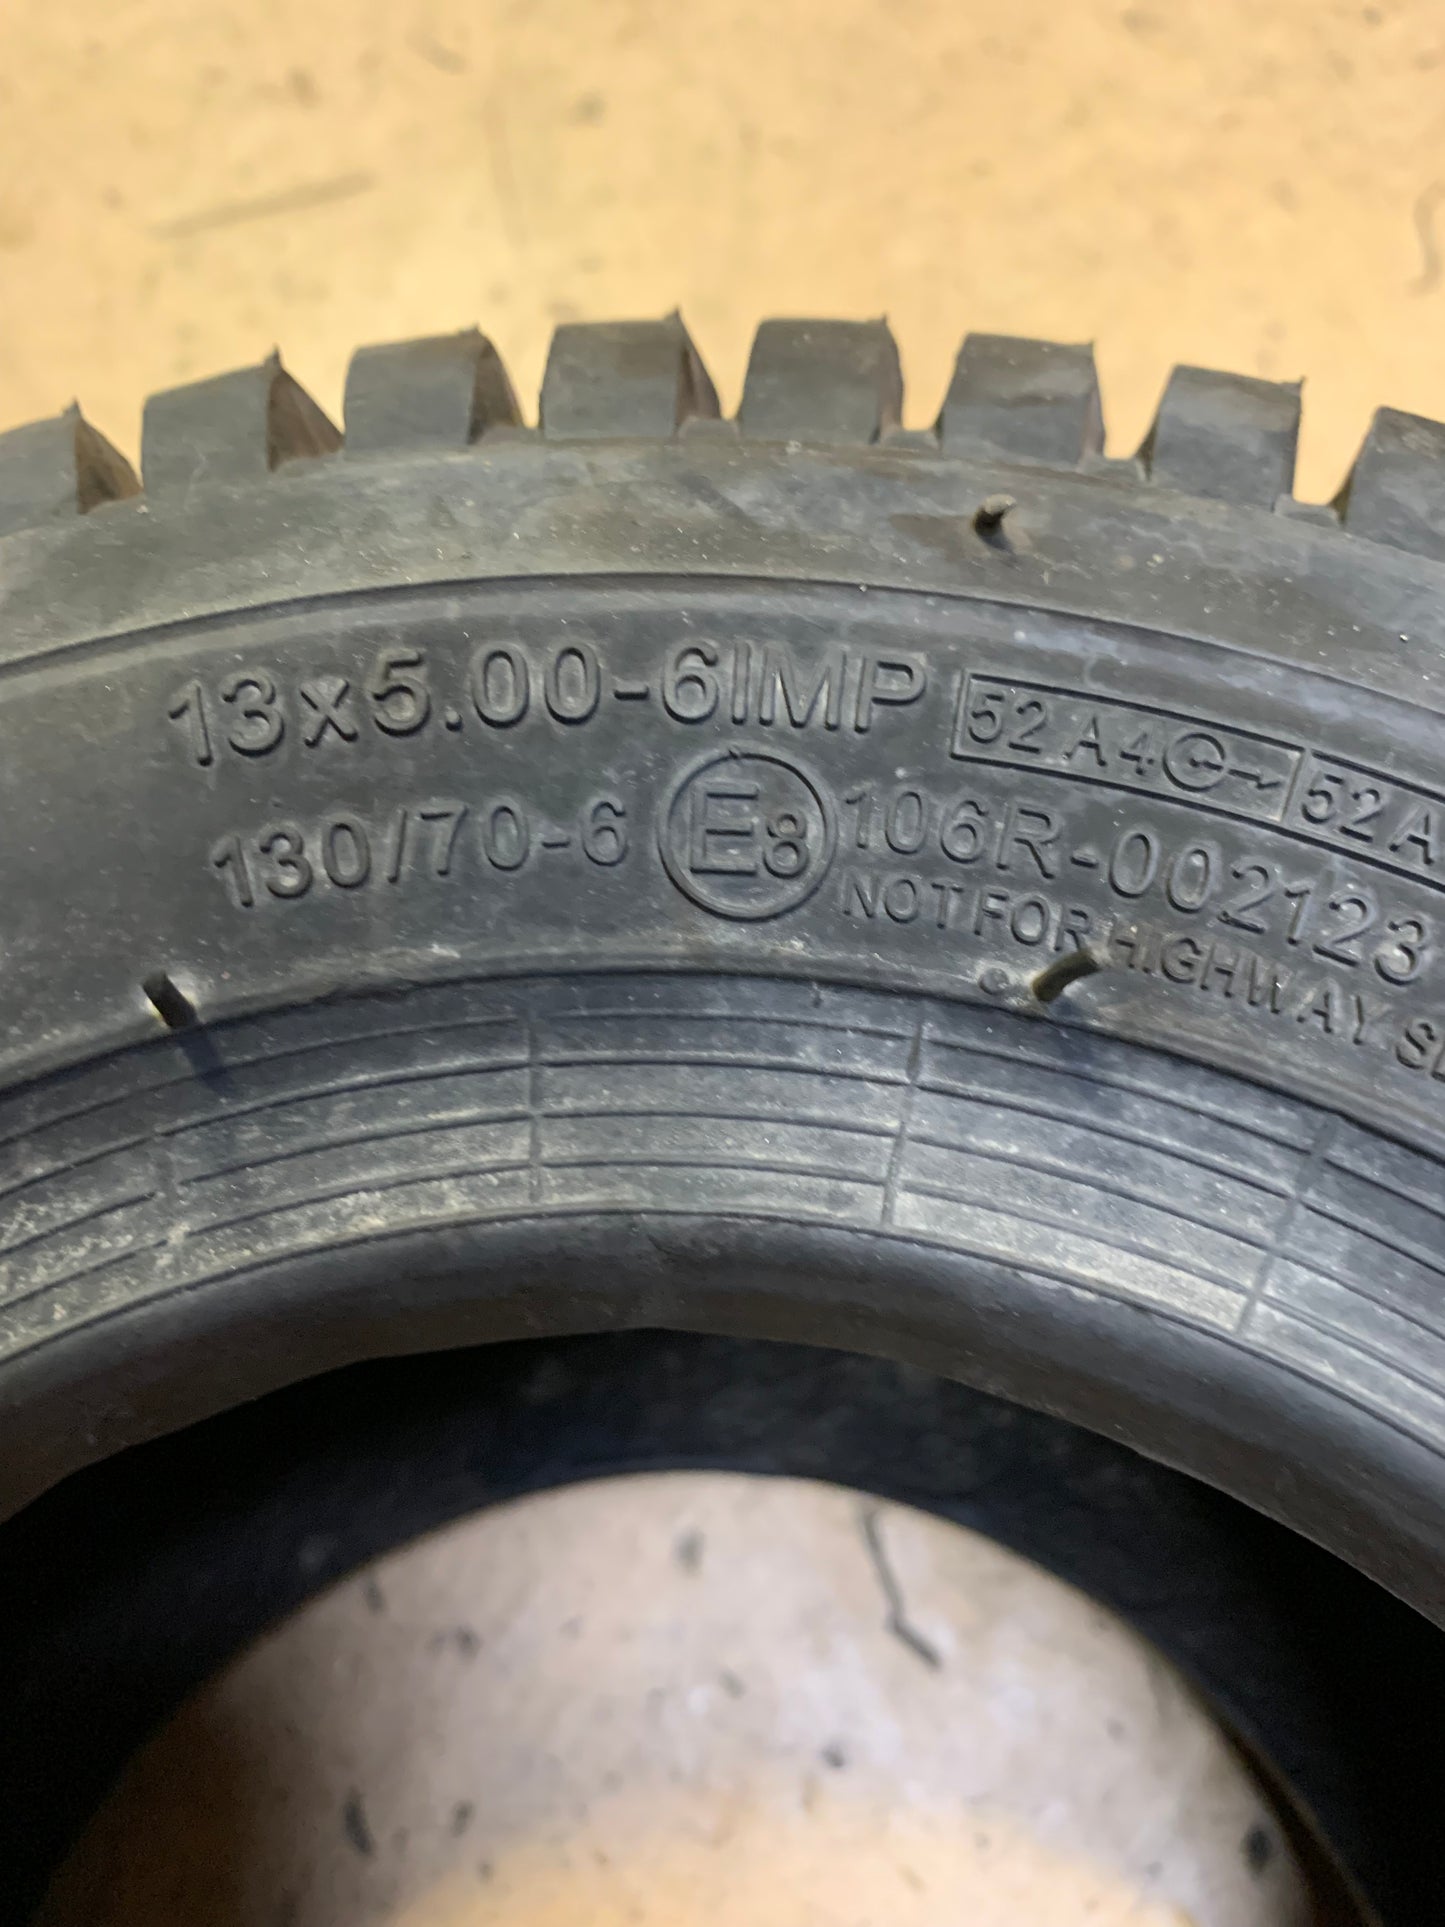 13x5.00-6IMP 52 A4 52 A
130/70-6 E8 106R-002123
NOT FOR HIGHWAY